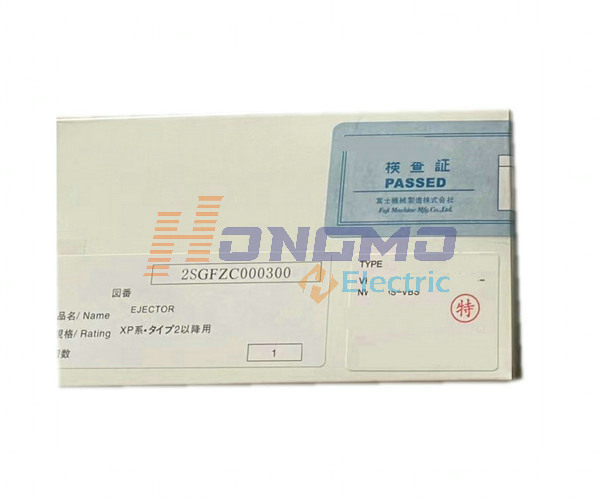 検査証
PASSED
富士機械製造株式会社
Fuji Machine Mfg Co.,Ltd.
HONGMO
Electric
2SGFZC000300
図番
品名/ Name EJECTOR
規格/ Rating XP系・タイプ2以降用
数 1
TYPE
S-VBS
特